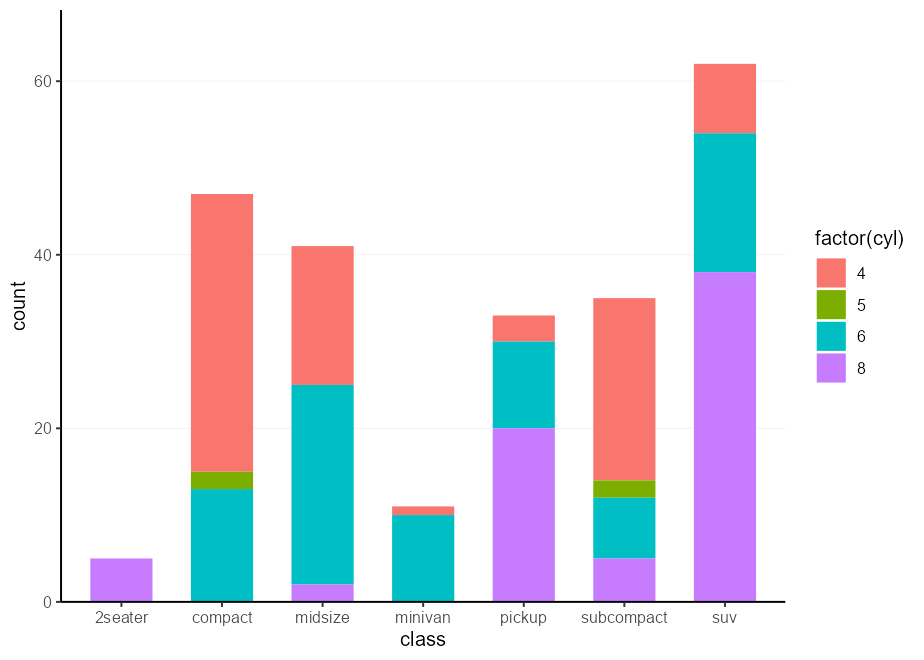 60
40
20
0
count
2seater compact midsize minivan pickup subcompact suv
class
factor(cyl)
4
5
6
8